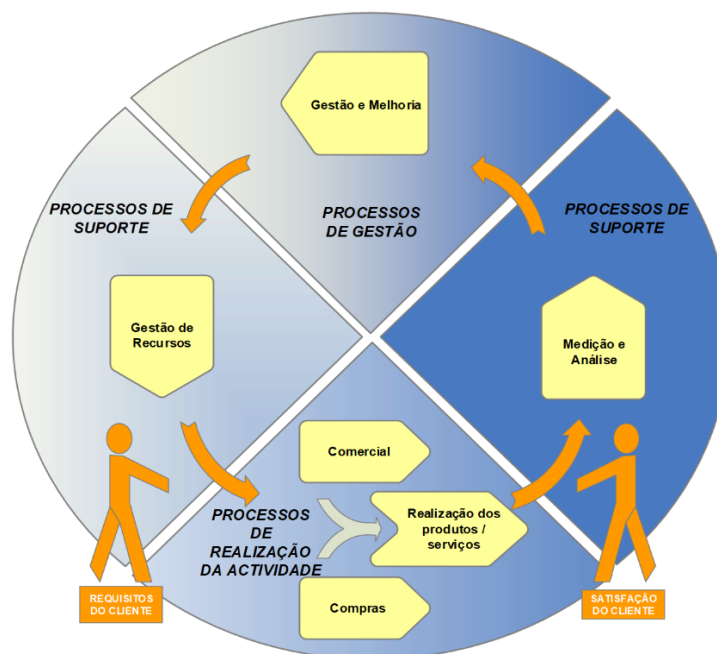 Gestão e Melhoria
PROCESSOS DE
SUPORTE
PROCESSOS
DE GESTÃO
PROCESSOS DE
SUPORTE
Gestão de
Recursos
Medição e
Análise
Comercial
PROCESSOS
DE
REALIZAÇÃO
DA ACTIVIDADE
Realização dos
produtos /
serviços
Compras
REQUISITOS
DO CLIENTE
SATISFAÇÃO
DO CLIENTE